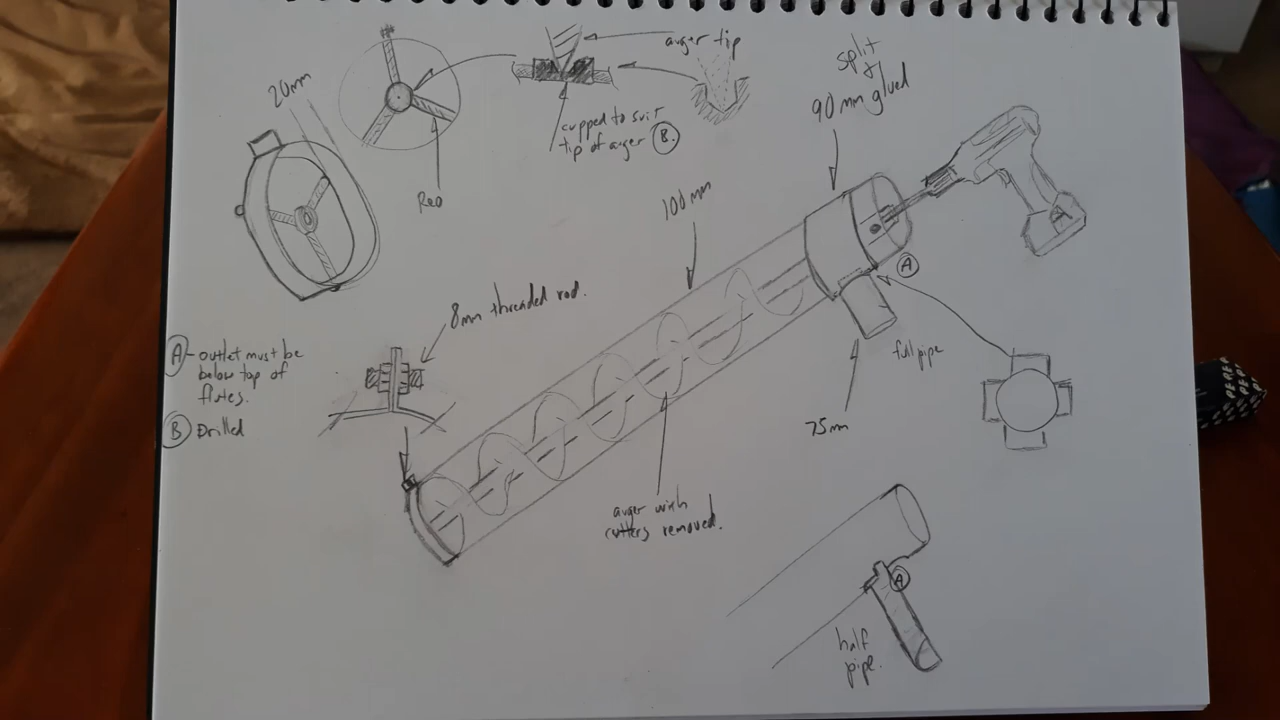 20mm
auger tip
cupped to suit
tip of auger B.
Reo
split
&
90mm glued
100mm
8mm threaded rod.
A - outlet must be
below top of
flutes.
B Drilled
A
A
full pipe
75mm
auger with
cutters removed.
A
half
pipe.